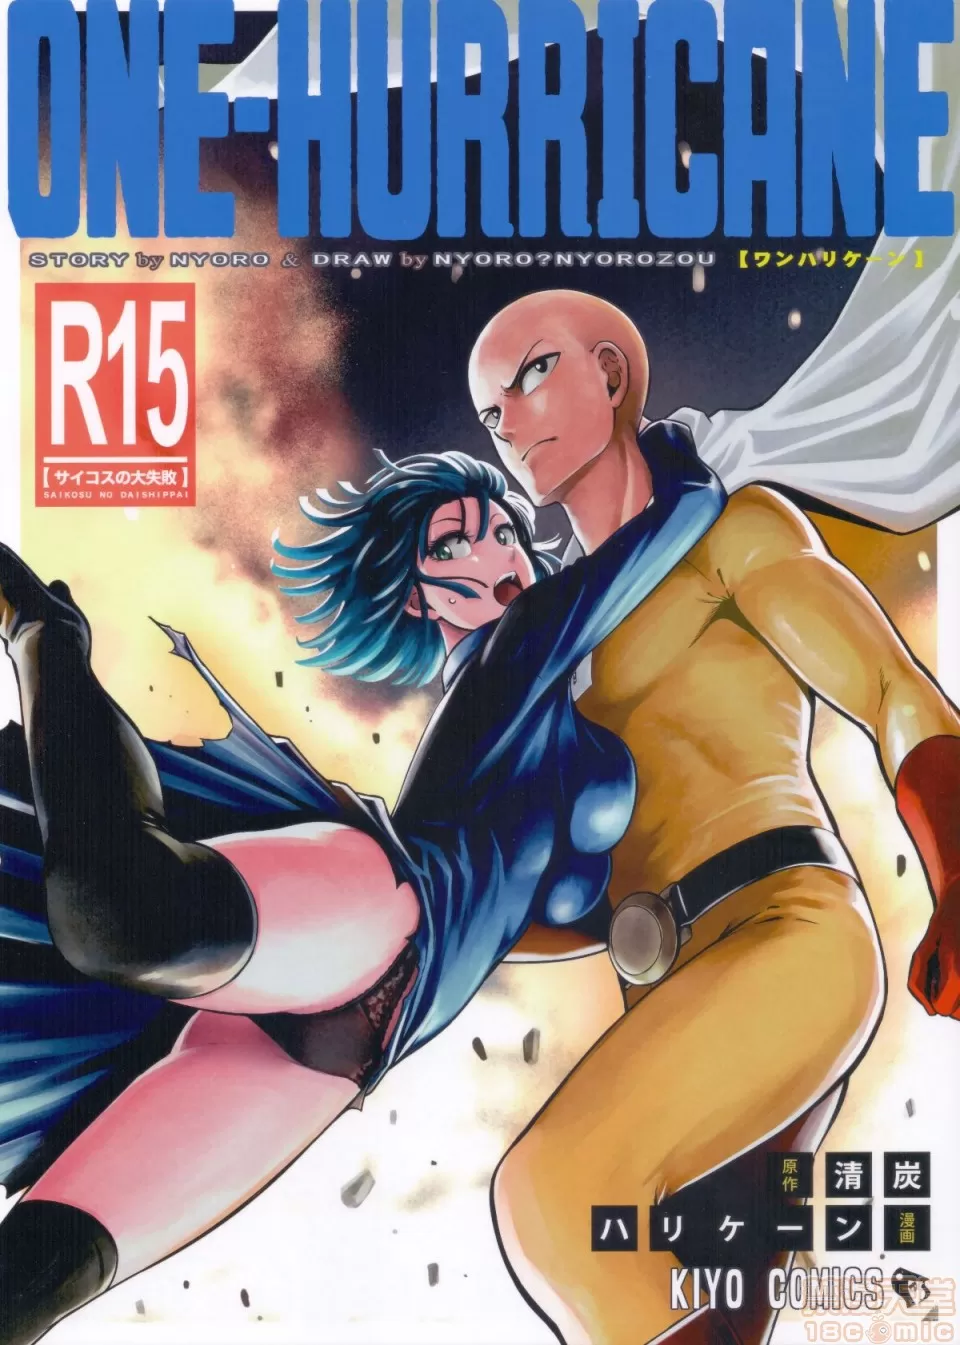 ONE-HURRICANE
STORY by NYORO & DRAW by NYORO?NYOROZOU 【ワンハリケーン】
R15
【サイコスの大失敗】
SAIKOSU NO DAISHIPPAI
原作 清炭
ハリケーン 漫画
KIYO COMICS
天堂
18comic